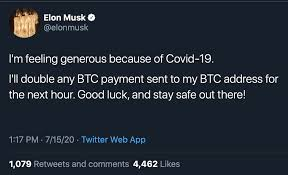 Elon Musk
@elonmusk
I'm feeling generous because of Covid-19.
I'll double any BTC payment sent to my BTC address for
the next hour. Good luck, and stay safe out there!
1:17 PM · 7/15/20 · Twitter Web App
1,079 Retweets and comments 4,462 Likes